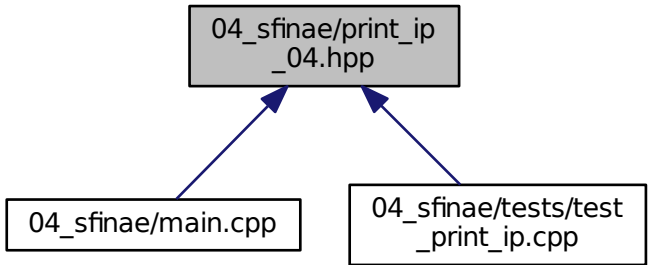 04_sfinae/print_ip
_04.hpp
04_sfinae/main.cpp
04_sfinae/tests/test
_print_ip.cpp